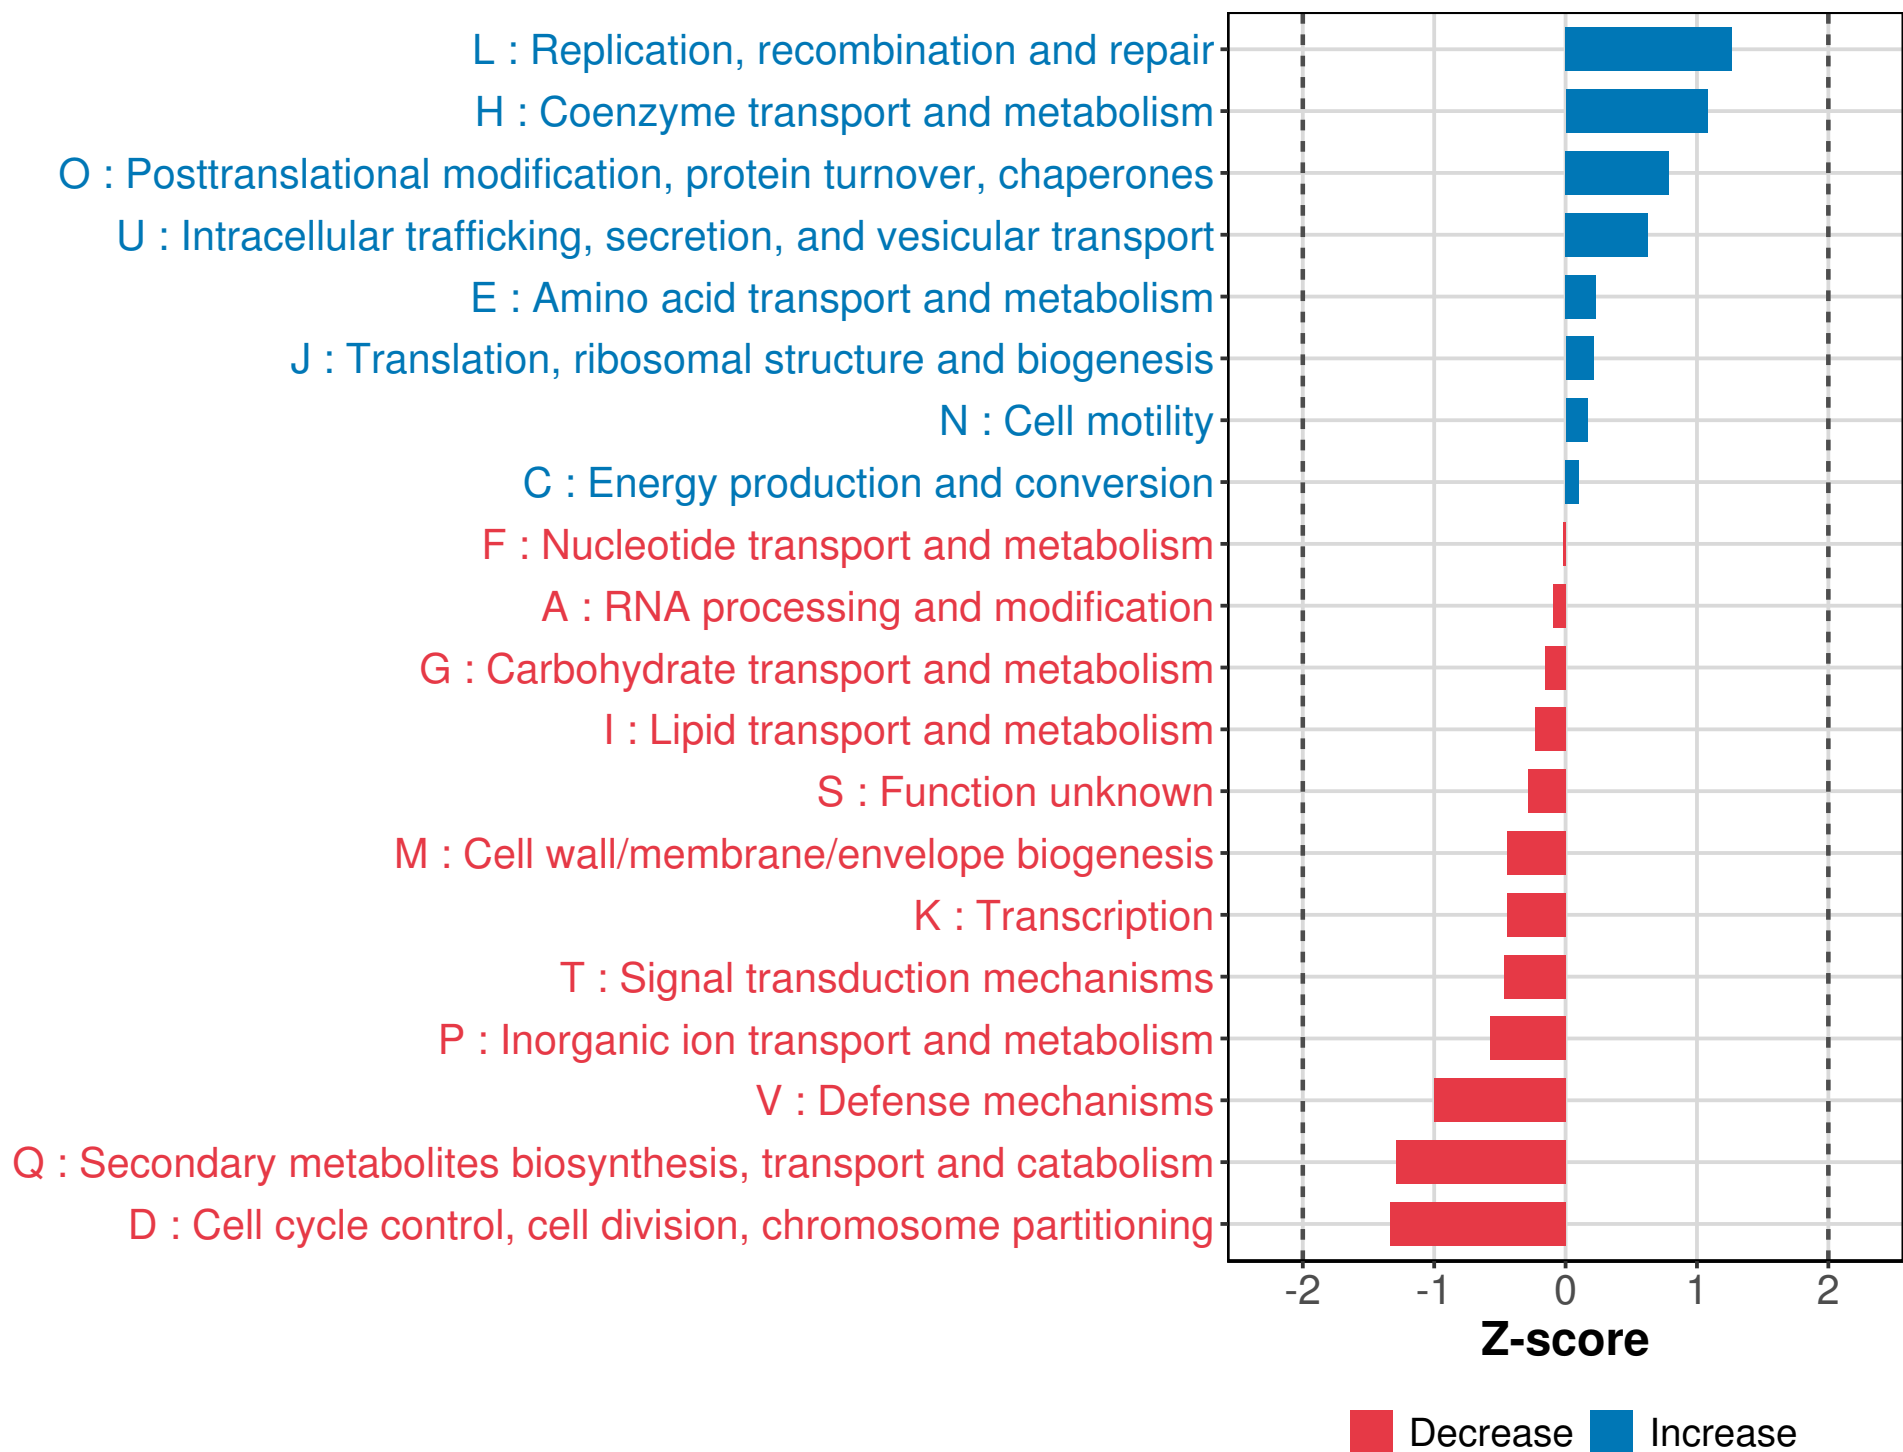 L : Replication, recombination and repair
H : Coenzyme transport and metabolism
O : Posttranslational modification, protein turnover, chaperones
U : Intracellular trafficking, secretion, and vesicular transport
E : Amino acid transport and metabolism
J : Translation, ribosomal structure and biogenesis
N : Cell motility
C : Energy production and conversion
F : Nucleotide transport and metabolism
A : RNA processing and modification
G : Carbohydrate transport and metabolism
I : Lipid transport and metabolism
S : Function unknown
M : Cell wall/membrane/envelope biogenesis
K : Transcription
T : Signal transduction mechanisms
P : Inorganic ion transport and metabolism
V : Defense mechanisms
Q : Secondary metabolites biosynthesis, transport and catabolism
D : Cell cycle control, cell division, chromosome partitioning
-2 -1 0 1 2
Z-score
Decrease Increase